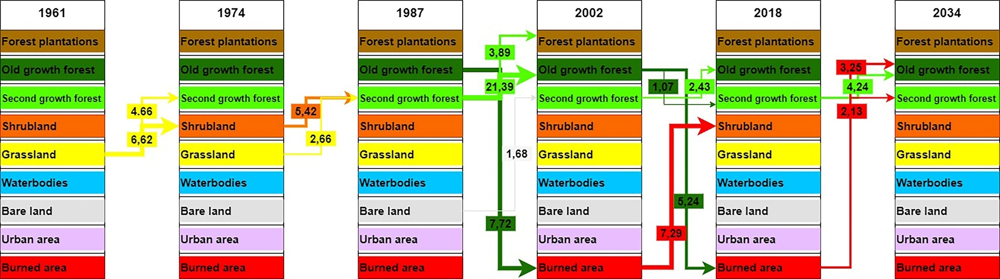 1961 1974 1987 2002 2018 2034
Forest plantations Forest plantations Forest plantations 3,89 Forest plantations Forest plantations Forest plantations
Old growth forest Old growth forest Old growth forest Old growth forest Old growth forest 3,25 Old growth forest
21,39 1,07 2,43 4,24
Second growth forest Second growth forest Second growth forest Second growth forest Second growth forest Second growth forest
4.66 5,42 2,13
Shrubland Shrubland Shrubland Shrubland Shrubland Shrubland
6,62 2,66
Grassland Grassland Grassland 1,68 Grassland Grassland Grassland
Waterbodies Waterbodies Waterbodies Waterbodies Waterbodies Waterbodies
5,24
Bare land Bare land Bare land Bare land Bare land Bare land
7,72 7,29
Urban area Urban area Urban area Urban area Urban area Urban area
Burned area Burned area Burned area Burned area Burned area Burned area